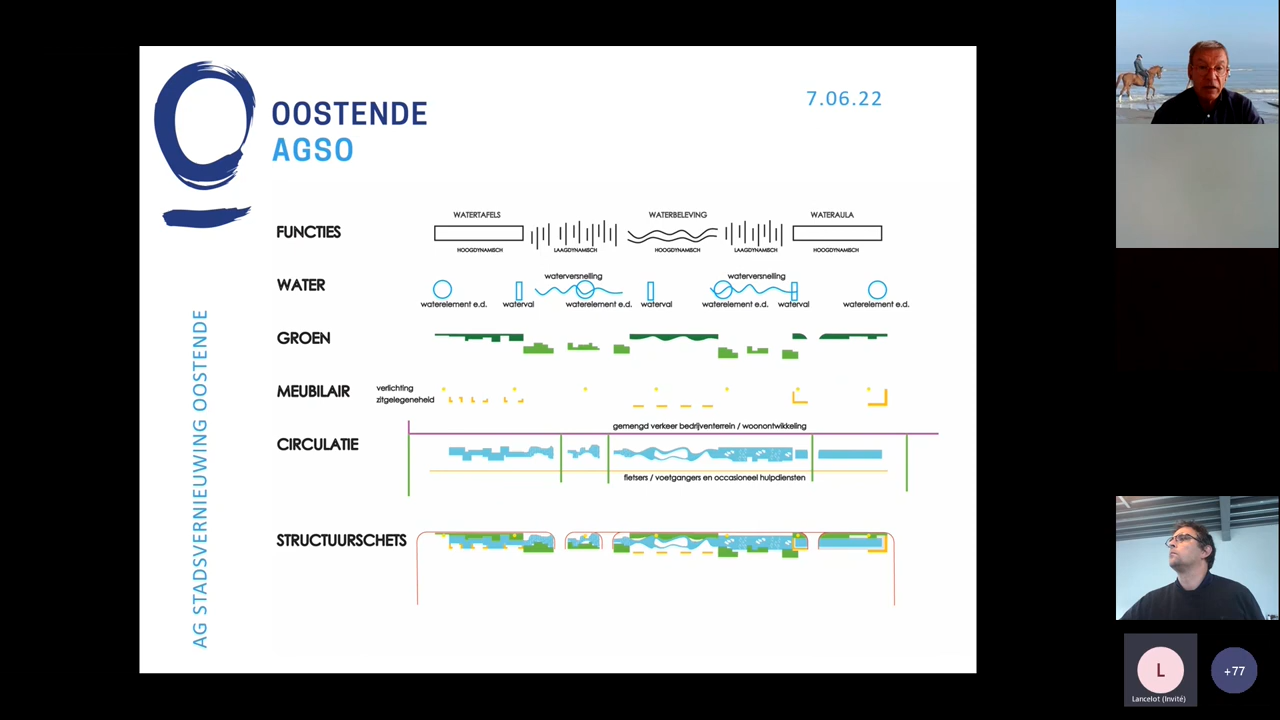 OOSTENDE
AGSO
7.06.22
AG STADSVERNIEUWING OOSTENDE
WATERTAFELS WATERBELEVING WATERAULA
FUNCTIES
HOOGDYNAMISCH LAAGDYNAMISCH HOOGDYNAMISCH LAAGDYNAMISCH HOOGDYNAMISCH
waterversnelling waterversnelling
WATER
waterelement e.d. waterval waterelement e.d. waterval waterelement e.d. waterval waterelement e.d.
GROEN
MEUBILAIR
verlichting
zitgelegeneheid
gemengd verkeer bedrijventerrein / woonontwikkeling
CIRCULATIE
fietsers / voetgangers en occasioneel hulpdiensten
STRUCTUURSCHETS
L
+77
Lancelot (Invité)